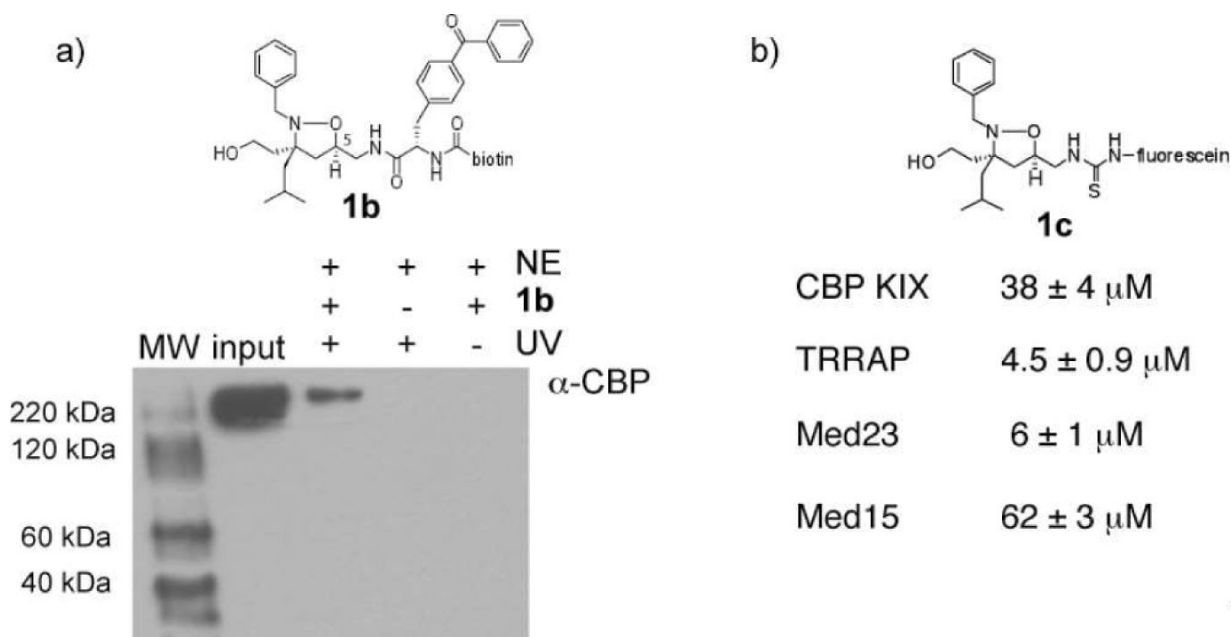 a)
O
N
O
5
H
N
HO
H
O
N
H
O
biotin
1b
+ + + NE
+ - + 1b
+ + - UV
MW input
α-CBP
220 kDa
120 kDa
60 kDa
40 kDa
b)
N
O
H
N
H
N
fluorescein
HO
H
S
1c
CBP KIX 38 ± 4 μM
TRRAP 4.5 ± 0.9 μM
Med23 6 ± 1 μM
Med15 62 ± 3 μM